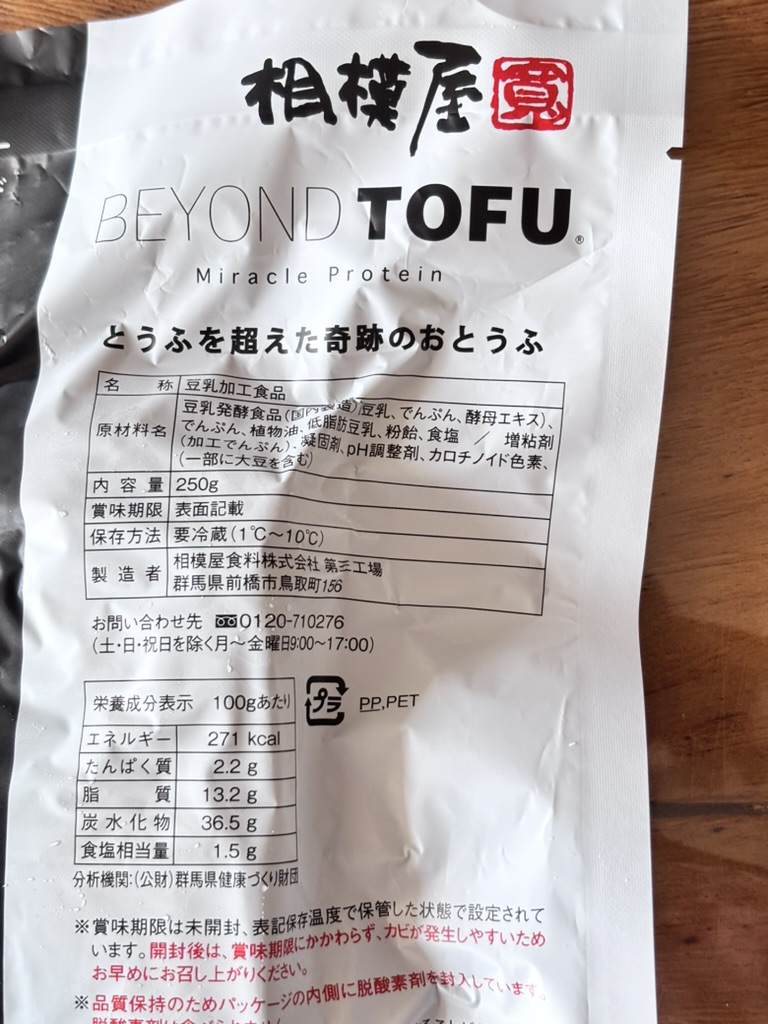 相模屋 寛
BEYOND TOFU®
Miracle Protein
とうふを超えた奇跡のおとうふ
名 称 豆乳加工食品
原材料名 豆乳発酵食品(国内製造)(豆乳、でんぷん、酵母エキス)、
でんぷん、植物油、低脂肪豆乳、粉飴、食塩 / 増粘剤
(加工でんぷん)、凝固剤、pH調整剤、カロチノイド色素、
(一部に大豆を含む)
内容量 250g
賞味期限 表面記載
保存方法 要冷蔵(1℃〜10℃)
製造者 相模屋食料株式会社 第三工場
群馬県前橋市鳥取町156
お問い合わせ先 0120-710276
(土・日・祝日を除く月〜金曜日9:00〜17:00)
栄養成分表示 100gあたり
プラ PP,PET
エネルギー 271 kcal
たんぱく質 2.2 g
脂 質 13.2 g
炭水化物 36.5 g
食塩相当量 1.5 g
分析機関:(公財)群馬県健康づくり財団
※賞味期限は未開封、表記保存温度で保管した状態で設定されて
います。開封後は、賞味期限にかかわらず、カビが発生しやすいため
お早めにお召し上がりください。
※品質保持のためパッケージの内側に脱酸素剤を封入しています。
脱酸素剤は食べられません